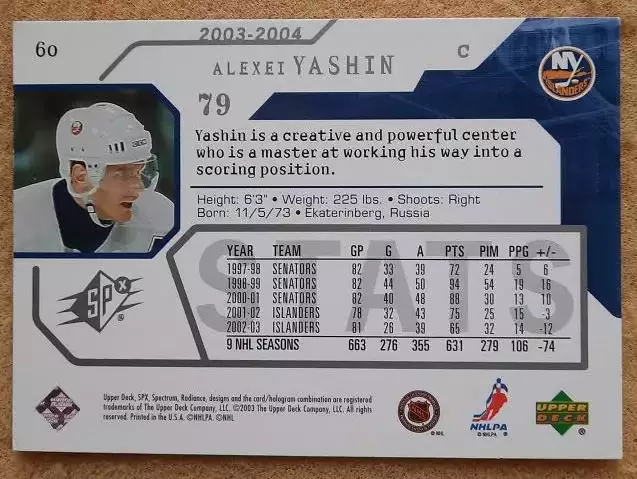 60
2003-2004
ALEXEI YASHIN
C
NY
ISLANDERS
79
Yashin is a creative and powerful center
who is a master at working his way into a
scoring position.
Height: 6'3" • Weight: 225 lbs. • Shoots: Right
Born: 11/5/73 • Ekaterinberg, Russia
STATS
YEAR TEAM GP G A PTS PIM PPG +/-
1997-98 SENATORS 82 33 39 72 24 5 6
1998-99 SENATORS 82 44 50 94 54 19 16
2000-01 SENATORS 82 40 48 88 30 13 10
2001-02 ISLANDERS 78 32 43 75 25 15 -3
2002-03 ISLANDERS 81 26 39 65 32 14 -12
9 NHL SEASONS 663 276 355 631 279 106 -74
SPx®
Upper Deck, SPX, Spectrum, Radiance, designs and the card/hologram combination are registered
trademarks of The Upper Deck Company, LLC. ©2003 The Upper Deck Company, LLC. All rights
reserved. Printed in the U.S.A. ©NHLPA. ©NHL
NHL
©NHL
NHLPA
©NHLPA
UPPER
DECK